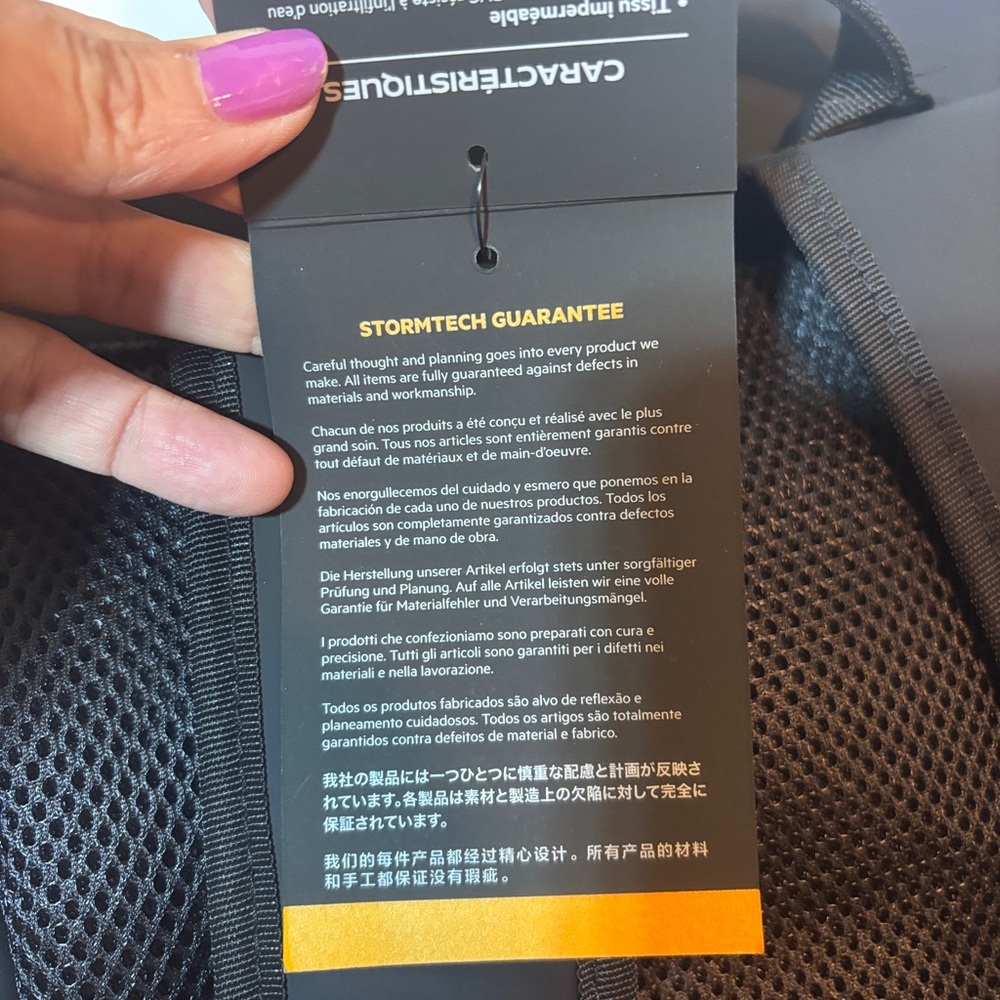 CARACTÉRISTIQUES
• Tissu imperméable
résiste à l'infiltration d'eau
STORMTECH GUARANTEE
Careful thought and planning goes into every product we
make. All items are fully guaranteed against defects in
materials and workmanship.
Chacun de nos produits a été conçu et réalisé avec le plus
grand soin. Tous nos articles sont entièrement garantis contre
tout défaut de matériaux et de main-d'oeuvre.
Nos enorgullecemos del cuidado y esmero que ponemos en la
fabricación de cada uno de nuestros productos. Todos los
artículos son completamente garantizados contra defectos
materiales y de mano de obra.
Die Herstellung unserer Artikel erfolgt stets unter sorgfältiger
Prüfung und Planung. Auf alle Artikel leisten wir eine volle
Garantie für Materialfehler und Verarbeitungsmängel.
I prodotti che confezioniamo sono preparati con cura e
precisione. Tutti gli articoli sono garantiti per i difetti nei
materiali e nella lavorazione.
Todos os produtos fabricados são alvo de reflexão e
planeamento cuidadosos. Todos os artigos são totalmente
garantidos contra defeitos de material e fabrico.
我社の製品には一つひとつに慎重な配慮と計画が反映さ
れています。各製品は素材と製造上の欠陥に対して完全に
保証されています。
我们的每件产品都经过精心设计。所有产品的材料
和手工都保证没有瑕疵。